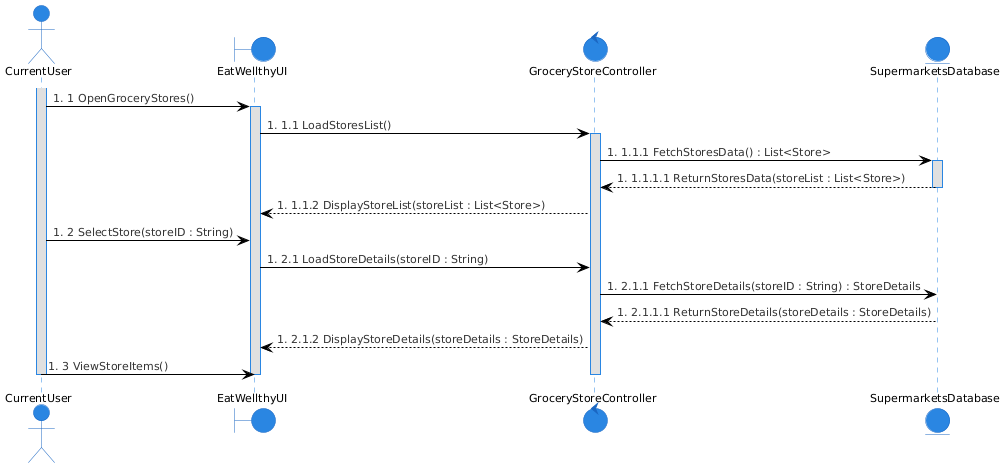 CurrentUser EatWellthyUI GroceryStoreController SupermarketsDatabase
1. 1 OpenGroceryStores()
1. 1.1 LoadStoresList()
1. 1.1.1 FetchStoresData() : List<Store>
1. 1.1.1.1 ReturnStoresData(storeList : List<Store>)
1. 1.1.2 DisplayStoreList(storeList : List<Store>)
1. 2 SelectStore(storeID : String)
1. 2.1 LoadStoreDetails(storeID : String)
1. 2.1.1 FetchStoreDetails(storeID : String) : StoreDetails
1. 2.1.1.1 ReturnStoreDetails(storeDetails : StoreDetails)
1. 2.1.2 DisplayStoreDetails(storeDetails : StoreDetails)
1. 3 ViewStoreItems()
CurrentUser EatWellthyUI GroceryStoreController SupermarketsDatabase